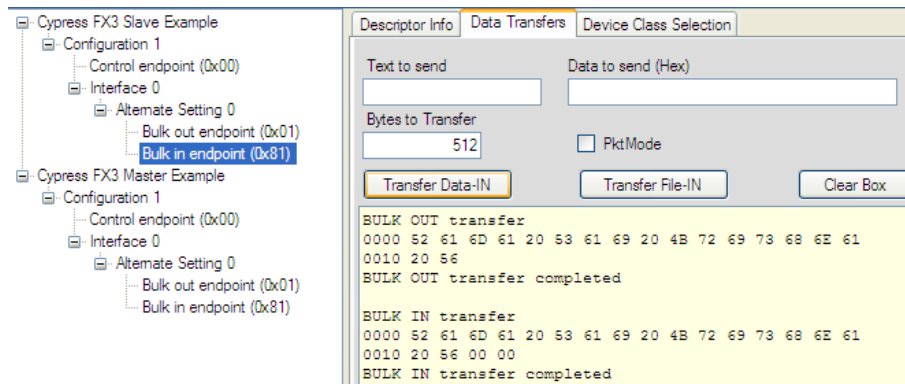 Cypress FX3 Slave Example
Configuration 1
Control endpoint (0x00)
Interface 0
Alternate Setting 0
Bulk out endpoint (0x01)
Bulk in endpoint (0x81)
Cypress FX3 Master Example
Configuration 1
Control endpoint (0x00)
Interface 0
Alternate Setting 0
Bulk out endpoint (0x01)
Bulk in endpoint (0x81)
Descriptor Info Data Transfers Device Class Selection
Text to send Data to send (Hex)
Bytes to Transfer
512 PktMode
Transfer Data-IN Transfer File-IN Clear Box
BULK OUT transfer
0000 52 61 6D 61 20 53 61 69 20 4B 72 69 73 68 6E 61
0010 20 56
BULK OUT transfer completed
BULK IN transfer
0000 52 61 6D 61 20 53 61 69 20 4B 72 69 73 68 6E 61
0010 20 56 00 00
BULK IN transfer completed